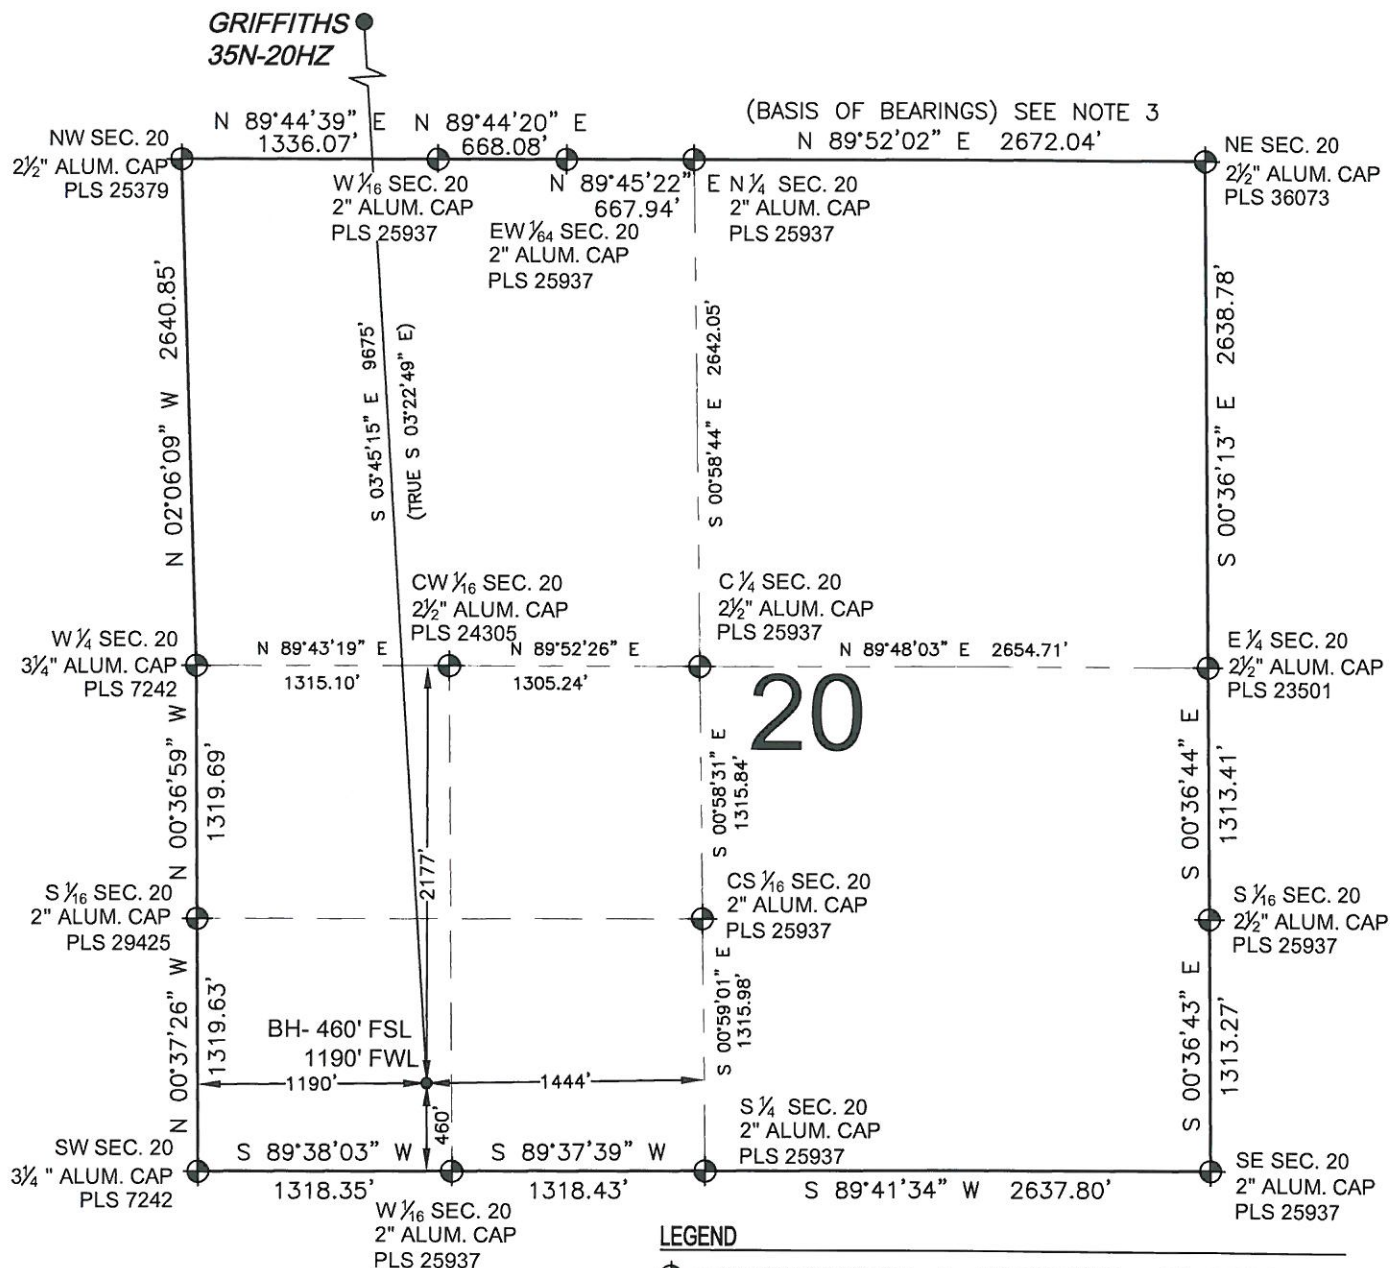 GRIFFITHS
35N-20HZ
(BASIS OF BEARINGS) SEE NOTE 3
N 89°44'39" E
1336.07'
N 89°44'20" E
668.08'
N 89°52'02" E 2672.04'
NW SEC. 20
2½" ALUM. CAP
PLS 25379
W 1/16 SEC. 20
2" ALUM. CAP
PLS 25937
N 89°45'22" E
667.94'
EW 1/64 SEC. 20
2" ALUM. CAP
PLS 25937
N ¼ SEC. 20
2" ALUM. CAP
PLS 25937
NE SEC. 20
2½" ALUM. CAP
PLS 36073
N 02°06'09" W 2640.85'
S 03°45'15" E 9675'
(TRUE S 03°22'49" E)
S 00°58'44" E 2642.05'
S 00°36'13" E 2638.78'
W ¼ SEC. 20
3¼" ALUM. CAP
PLS 7242
N 89°43'19" E
1315.10'
CW 1/16 SEC. 20
2½" ALUM. CAP
PLS 24305
N 89°52'26" E
1305.24'
C ¼ SEC. 20
2½" ALUM. CAP
PLS 25937
N 89°48'03" E 2654.71'
E ¼ SEC. 20
2½" ALUM. CAP
PLS 23501
20
N 00°36'59" W
1319.69'
2177'
S 00°58'31" E
1315.84'
S 00°36'44" E
1313.41'
S 1/16 SEC. 20
2" ALUM. CAP
PLS 29425
CS 1/16 SEC. 20
2" ALUM. CAP
PLS 25937
S 1/16 SEC. 20
2½" ALUM. CAP
PLS 25937
N 00°37'26" W
1319.63'
BH- 460' FSL
1190' FWL
1190'
1444'
460'
S 00°59'01" E
1315.98'
S 00°36'43" E
1313.27'
SW SEC. 20
3¼" ALUM. CAP
PLS 7242
S 89°38'03" W
1318.35'
W 1/16 SEC. 20
2" ALUM. CAP
PLS 25937
S 89°37'39" W
1318.43'
S ¼ SEC. 20
2" ALUM. CAP
PLS 25937
S 89°41'34" W 2637.80'
SE SEC. 20
2" ALUM. CAP
PLS 25937
LEGEND